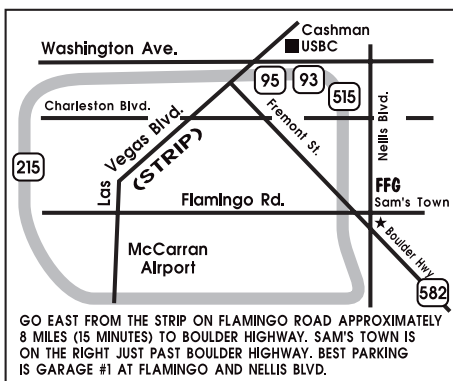 Cashman
USBC
Washington Ave.
95
93
515
Charleston Blvd.
Las Vegas Blvd.
(STRIP)
Fremont St.
Nellis Blvd.
215
FFG
Sam's Town
Flamingo Rd.
Boulder Hwy
McCarran
Airport
582
GO EAST FROM THE STRIP ON FLAMINGO ROAD APPROXIMATELY
8 MILES (15 MINUTES) TO BOULDER HIGHWAY. SAM'S TOWN IS
ON THE RIGHT JUST PAST BOULDER HIGHWAY. BEST PARKING
IS GARAGE #1 AT FLAMINGO AND NELLIS BLVD.